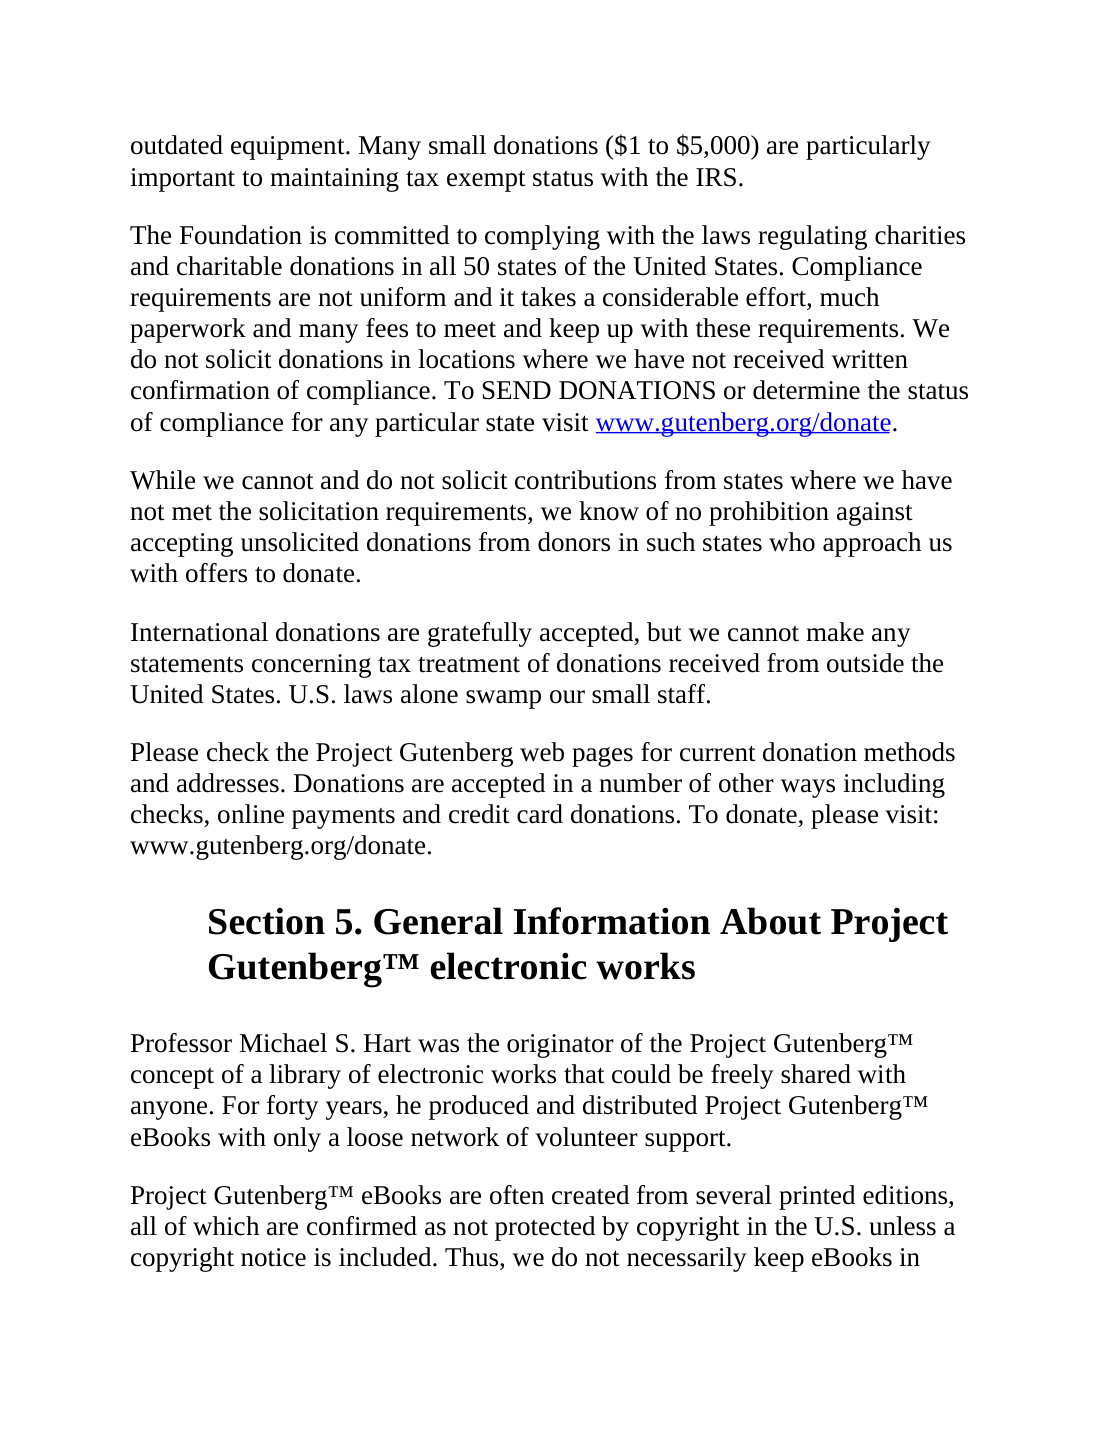 outdated equipment. Many small donations ($1 to $5,000) are particularly
important to maintaining tax exempt status with the IRS.
The Foundation is committed to complying with the laws regulating charities
and charitable donations in all 50 states of the United States. Compliance
requirements are not uniform and it takes a considerable effort, much
paperwork and many fees to meet and keep up with these requirements. We
do not solicit donations in locations where we have not received written
confirmation of compliance. To SEND DONATIONS or determine the status
of compliance for any particular state visit www.gutenberg.org/donate.
While we cannot and do not solicit contributions from states where we have
not met the solicitation requirements, we know of no prohibition against
accepting unsolicited donations from donors in such states who approach us
with offers to donate.
International donations are gratefully accepted, but we cannot make any
statements concerning tax treatment of donations received from outside the
United States. U.S. laws alone swamp our small staff.
Please check the Project Gutenberg web pages for current donation methods
and addresses. Donations are accepted in a number of other ways including
checks, online payments and credit card donations. To donate, please visit:
www.gutenberg.org/donate.
Section 5. General Information About Project
Gutenberg™ electronic works
Professor Michael S. Hart was the originator of the Project Gutenberg™
concept of a library of electronic works that could be freely shared with
anyone. For forty years, he produced and distributed Project Gutenberg™
eBooks with only a loose network of volunteer support.
Project Gutenberg™ eBooks are often created from several printed editions,
all of which are confirmed as not protected by copyright in the U.S. unless a
copyright notice is included. Thus, we do not necessarily keep eBooks in